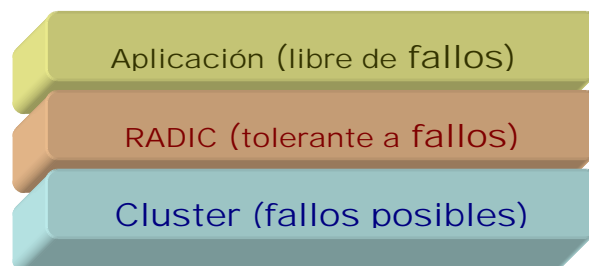 Aplicación (libre de fallos)
RADIC (tolerante a fallos)
Cluster (fallos posibles)